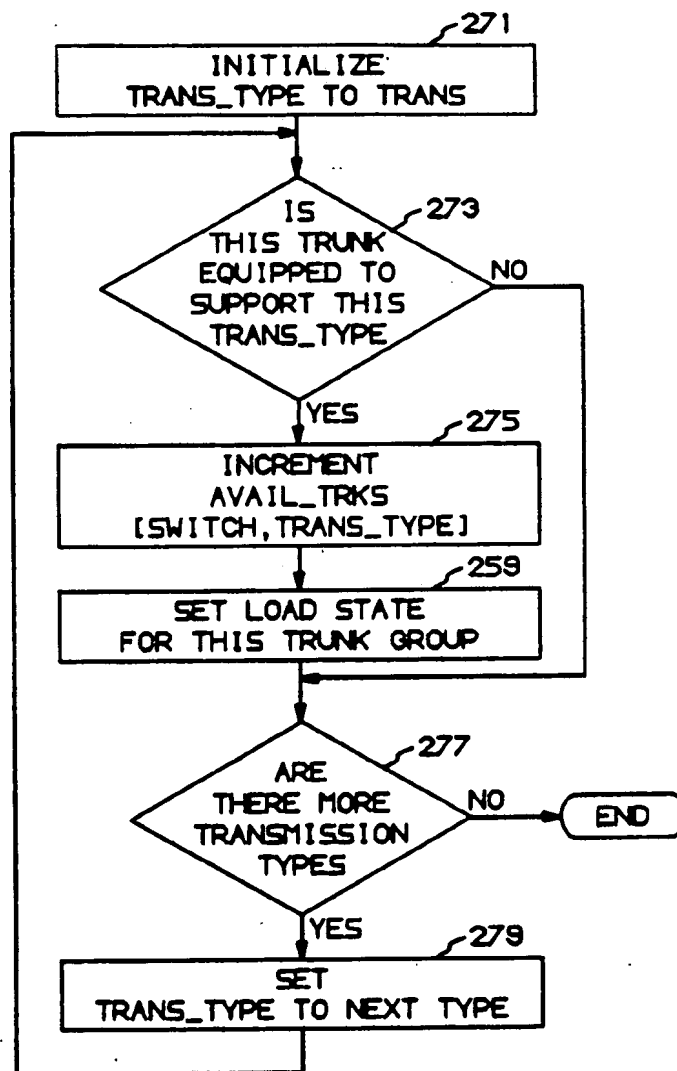 271
INITIALIZE
TRANS_TYPE TO TRANS
IS
THIS TRUNK
EQUIPPED TO
SUPPORT THIS
TRANS_TYPE
273
NO
YES
275
INCREMENT
AVAIL_TRKS
[SWITCH,TRANS_TYPE]
259
SET LOAD STATE
FOR THIS TRUNK GROUP
277
ARE
THERE MORE
TRANSMISSION
TYPES
NO
END
YES
279
SET
TRANS_TYPE TO NEXT TYPE